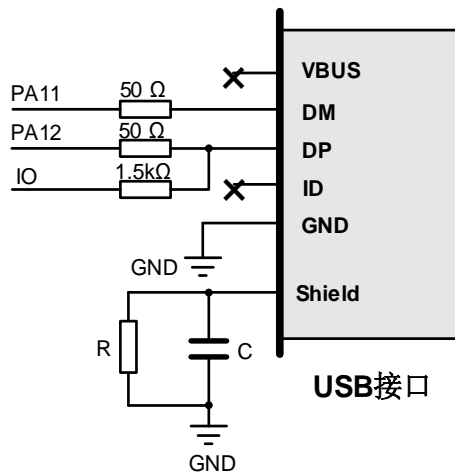 VBUS
PA11
50 Ω
DM
PA12
50 Ω
DP
IO
1.5kΩ
ID
GND
GND
Shield
R
C
USB接口
GND